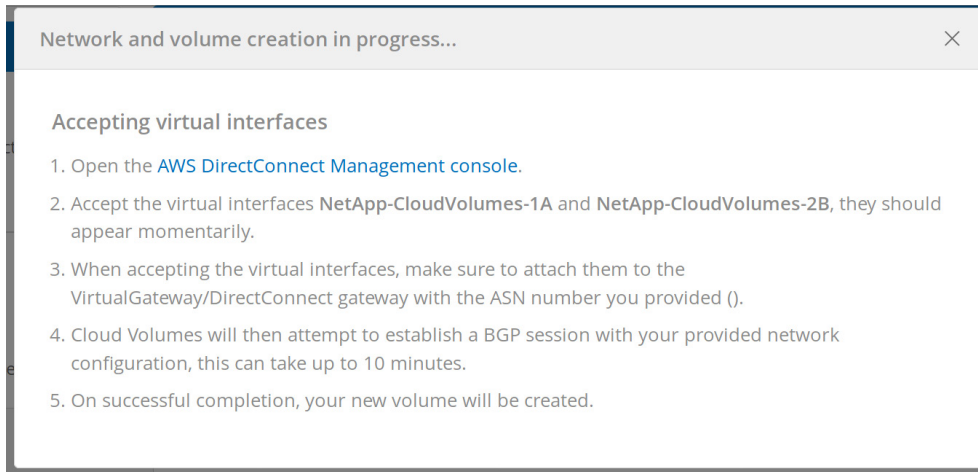 Network and volume creation in progress...
Accepting virtual interfaces
1. Open the AWS DirectConnect Management console.
2. Accept the virtual interfaces NetApp-CloudVolumes-1A and NetApp-CloudVolumes-2B, they should
appear momentarily.
3. When accepting the virtual interfaces, make sure to attach them to the
VirtualGateway/DirectConnect gateway with the ASN number you provided ().
4. Cloud Volumes will then attempt to establish a BGP session with your provided network
configuration, this can take up to 10 minutes.
5. On successful completion, your new volume will be created.